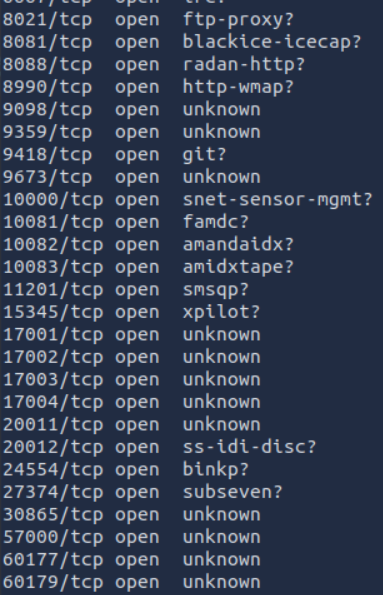 8021/tcp open ftp-proxy?
8081/tcp open blackice-icecap?
8088/tcp open radan-http?
8990/tcp open http-wmap?
9098/tcp open unknown
9359/tcp open unknown
9418/tcp open git?
9673/tcp open unknown
10000/tcp open snet-sensor-mgmt?
10081/tcp open famdc?
10082/tcp open amandaidx?
10083/tcp open amidxtape?
11201/tcp open smsqp?
15345/tcp open xpilot?
17001/tcp open unknown
17002/tcp open unknown
17003/tcp open unknown
17004/tcp open unknown
20011/tcp open unknown
20012/tcp open ss-idi-disc?
24554/tcp open binkp?
27374/tcp open subseven?
30865/tcp open unknown
57000/tcp open unknown
60177/tcp open unknown
60179/tcp open unknown